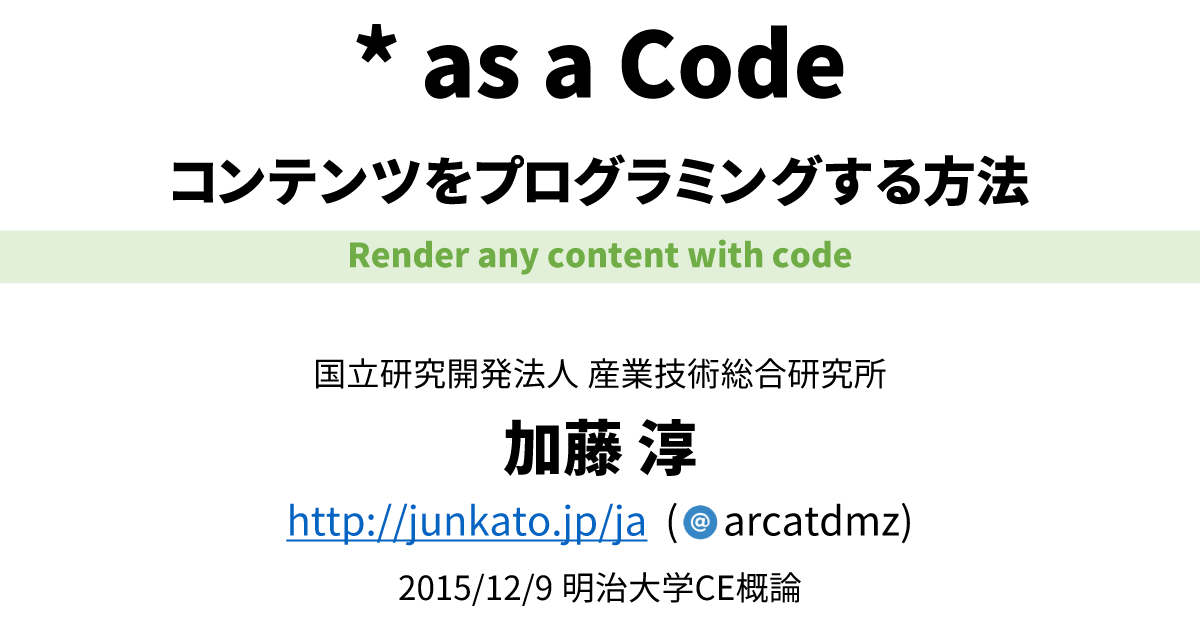 * as a Code
コンテンツをプログラミングする方法
Render any content with code
国立研究開発法人 産業技術総合研究所
加藤 淳
http://junkato.jp/ja (@arcatdmz)
2015/12/9 明治大学CE概論